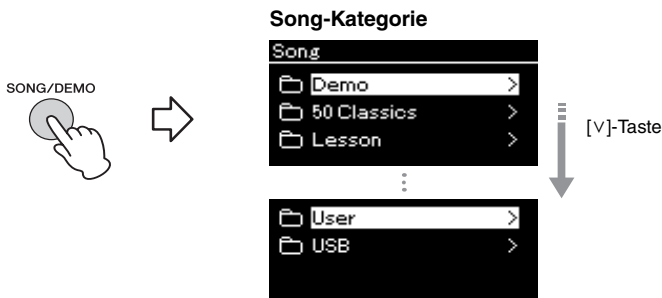 Song-Kategorie
Song
SONG/DEMO
Demo >
50 Classics >
Lesson >
[∨]-Taste
User >
USB >